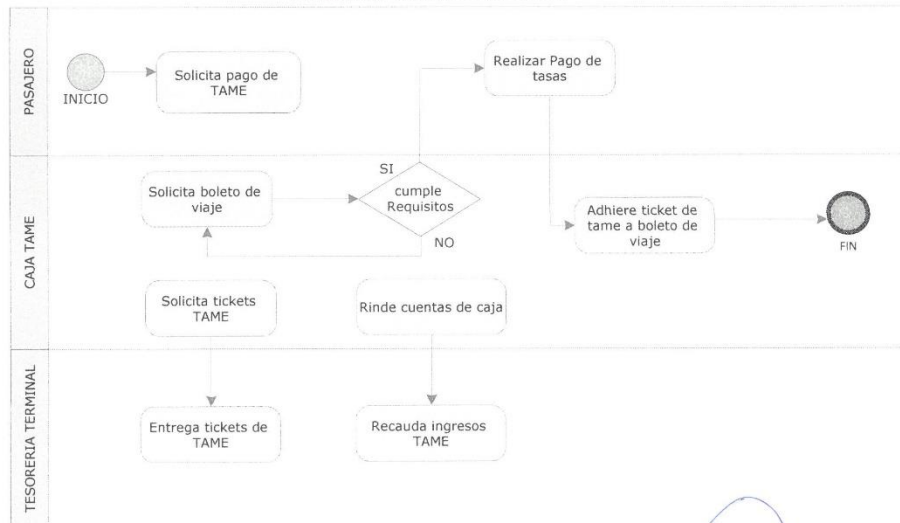 PASAJERO
INICIO
Solicita pago de
TAME
Realizar Pago de
tasas
CAJA TAME
Solicita boleto de
viaje
SI
cumple
Requisitos
NO
Adhiere ticket de
tame a boleto de
viaje
FIN
Solicita tickets
TAME
Rinde cuentas de caja
TESORERIA TERMINAL
Entrega tickets de
TAME
Recauda ingresos
TAME